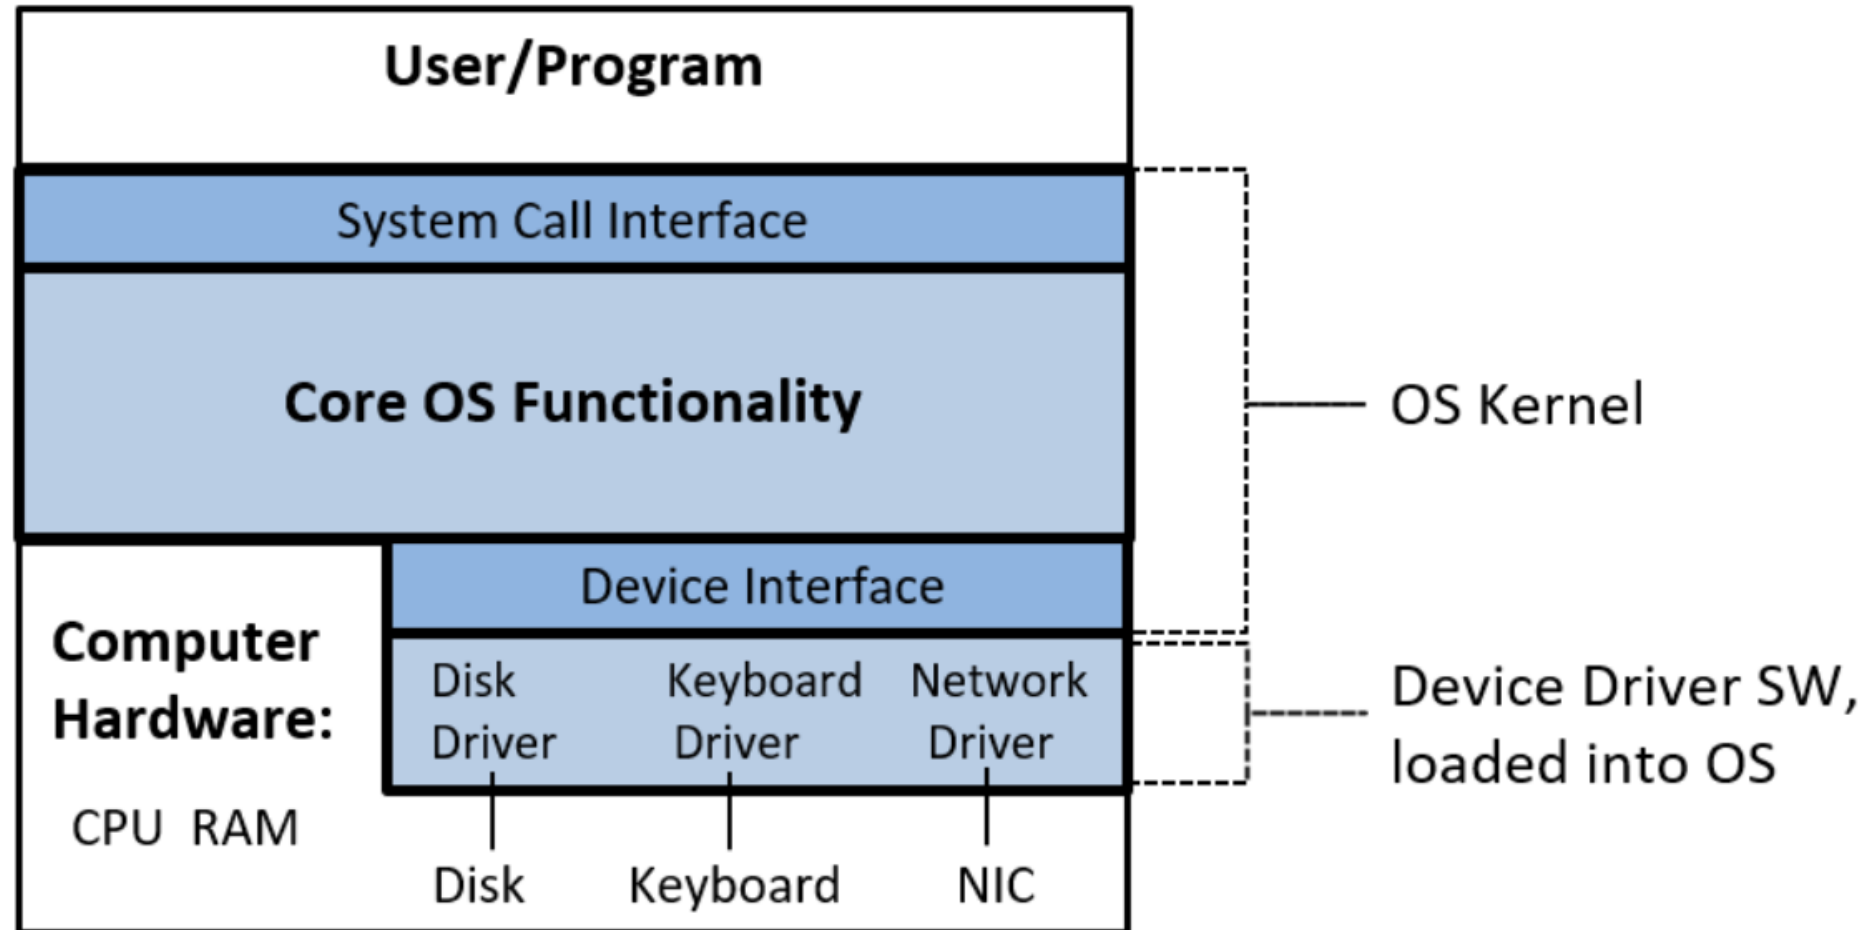 User/Program
System Call Interface
Core OS Functionality
OS Kernel
Device Interface
Computer
Hardware:
CPU RAM
Disk
Driver
Keyboard
Driver
Network
Driver
Device Driver SW,
loaded into OS
Disk
Keyboard
NIC